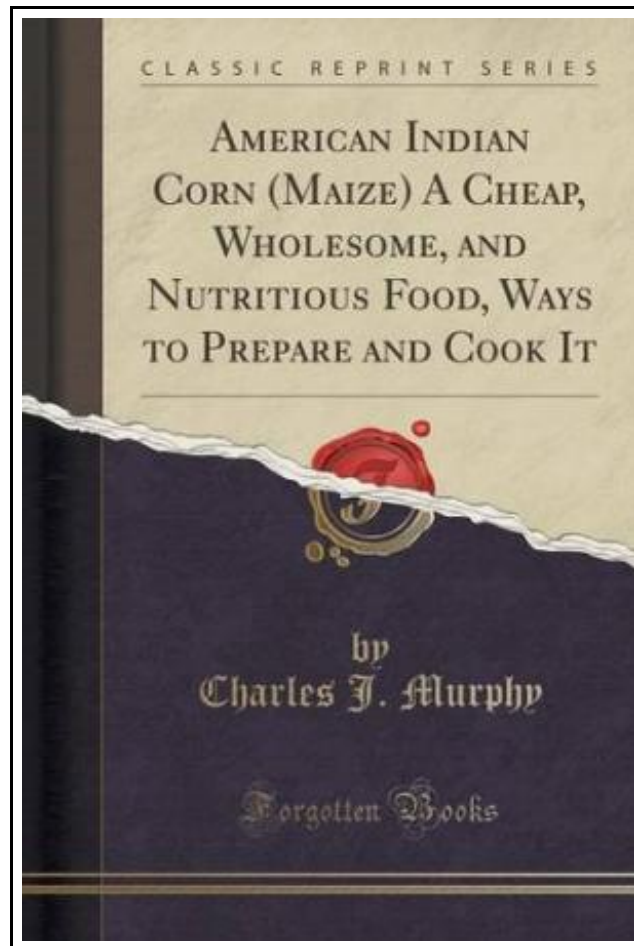 CLASSIC REPRINT SERIES
AMERICAN INDIAN
CORN (MAIZE) A CHEAP,
WHOLESOME, AND
NUTRITIOUS FOOD, WAYS
TO PREPARE AND COOK IT
F
by
Charles J. Murphy
Forgotten Books